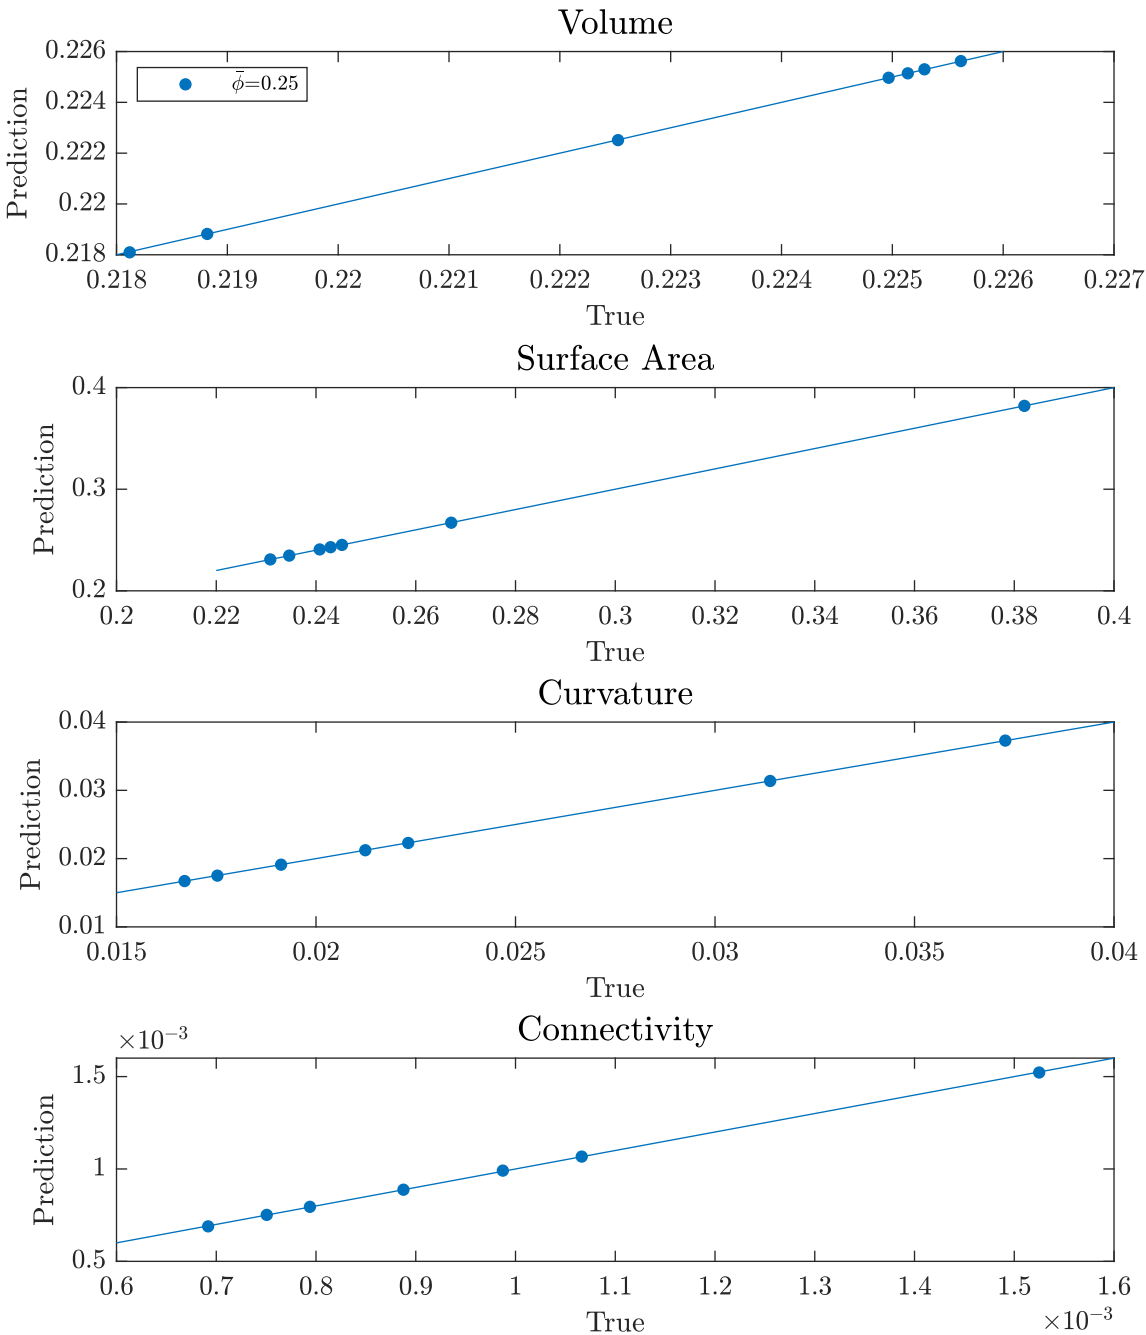 Volume
0.226
0.224
0.222
0.22
0.218
Prediction
ϕ̄=0.25
0.218 0.219 0.22 0.221 0.222 0.223 0.224 0.225 0.226 0.227
True
Surface Area
0.4
0.3
0.2
Prediction
0.2 0.22 0.24 0.26 0.28 0.3 0.32 0.34 0.36 0.38 0.4
True
Curvature
0.04
0.03
0.02
0.01
Prediction
0.015 0.02 0.025 0.03 0.035 0.04
True
Connectivity
×10⁻³
1.5
1
0.5
Prediction
0.6 0.7 0.8 0.9 1 1.1 1.2 1.3 1.4 1.5 1.6
True
×10⁻³